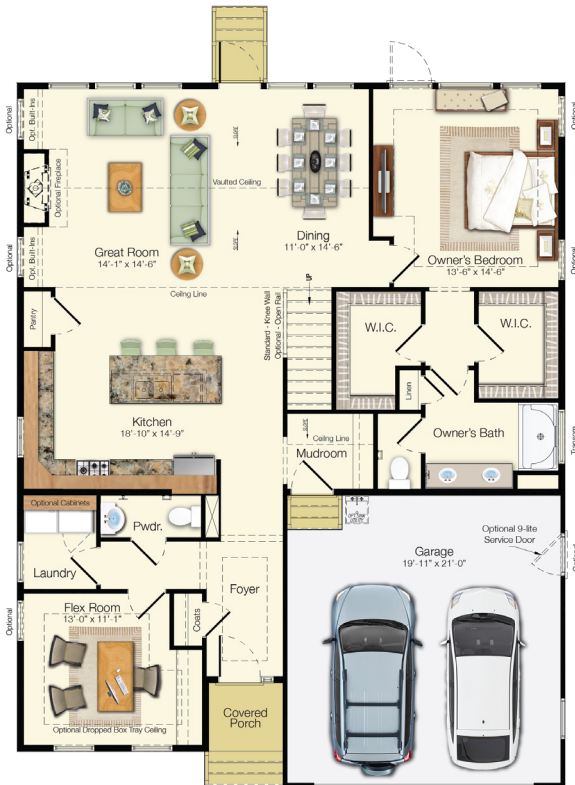 Optional
Opt. Built-Ins
Optional Fireplace
Optional
Opt. Built-Ins
SLOPE
Vaulted Ceiling
SLOPE
Great Room
14'-1" x 14'-6"
Dining
11'-0" x 14'-6"
Optional
Owner's Bedroom
13'-6" x 14'-6"
Optional
Ceiling Line
UP
Standard - Knee Wall
Optional - Open Rail
Pantry
W.I.C.
W.I.C.
Linen
Kitchen
18'-10" x 14'-9"
SLOPE
Ceiling Line
Mudroom
Owner's Bath
Transom
Optional Cabinets
Pwdr.
Laundry
Optional 9-lite
Service Door
Optional
Garage
19'-11" x 21'-0"
Foyer
Coats
Optional
Flex Room
13'-0" x 11'-1"
Optional Dropped Box Tray Ceiling
Covered
Porch